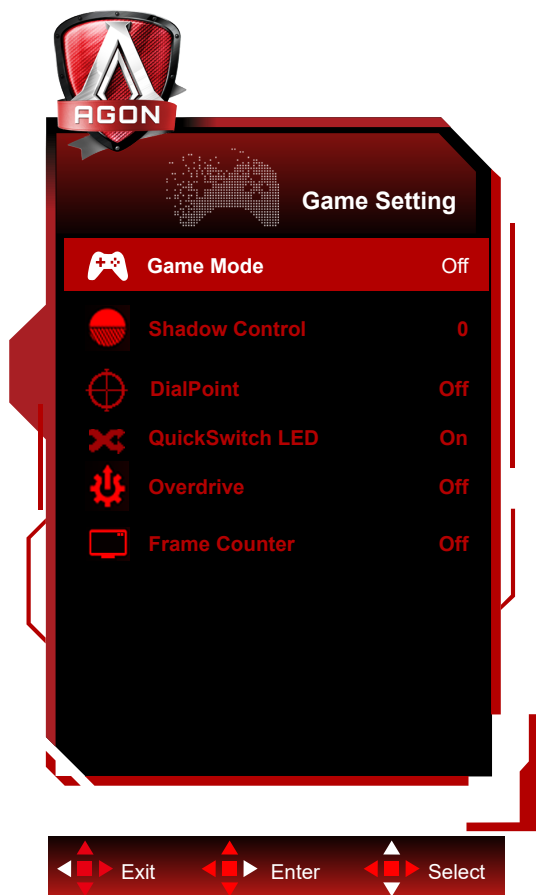 AGON
Game Setting
Game Mode Off
Shadow Control 0
DialPoint Off
QuickSwitch LED On
Overdrive Off
Frame Counter Off
Exit Enter Select